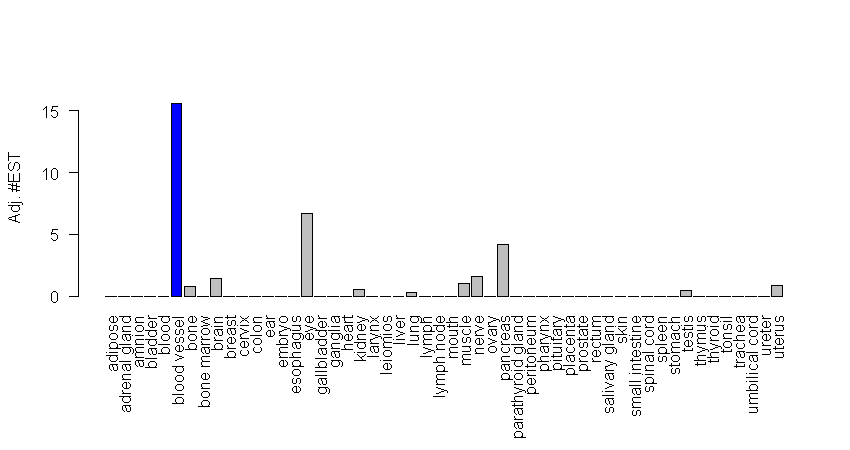 Adj. #EST
15
10
5
0
adipose
adrenal gland
amnion
bladder
blood
blood vessel
bone
bone marrow
brain
breast
cervix
colon
ear
embryo
esophagus
eye
gallbladder
ganglia
heart
kidney
larynx
leiomios
liver
lung
lymph
lymph node
mouth
muscle
nerve
ovary
pancreas
parathyroid gland
peritoneum
pharynx
pituitary
placenta
prostate
rectum
salivary gland
skin
small intestine
spinal cord
spleen
stomach
testis
thymus
thyroid
tonsil
trachea
umbilical cord
ureter
uterus